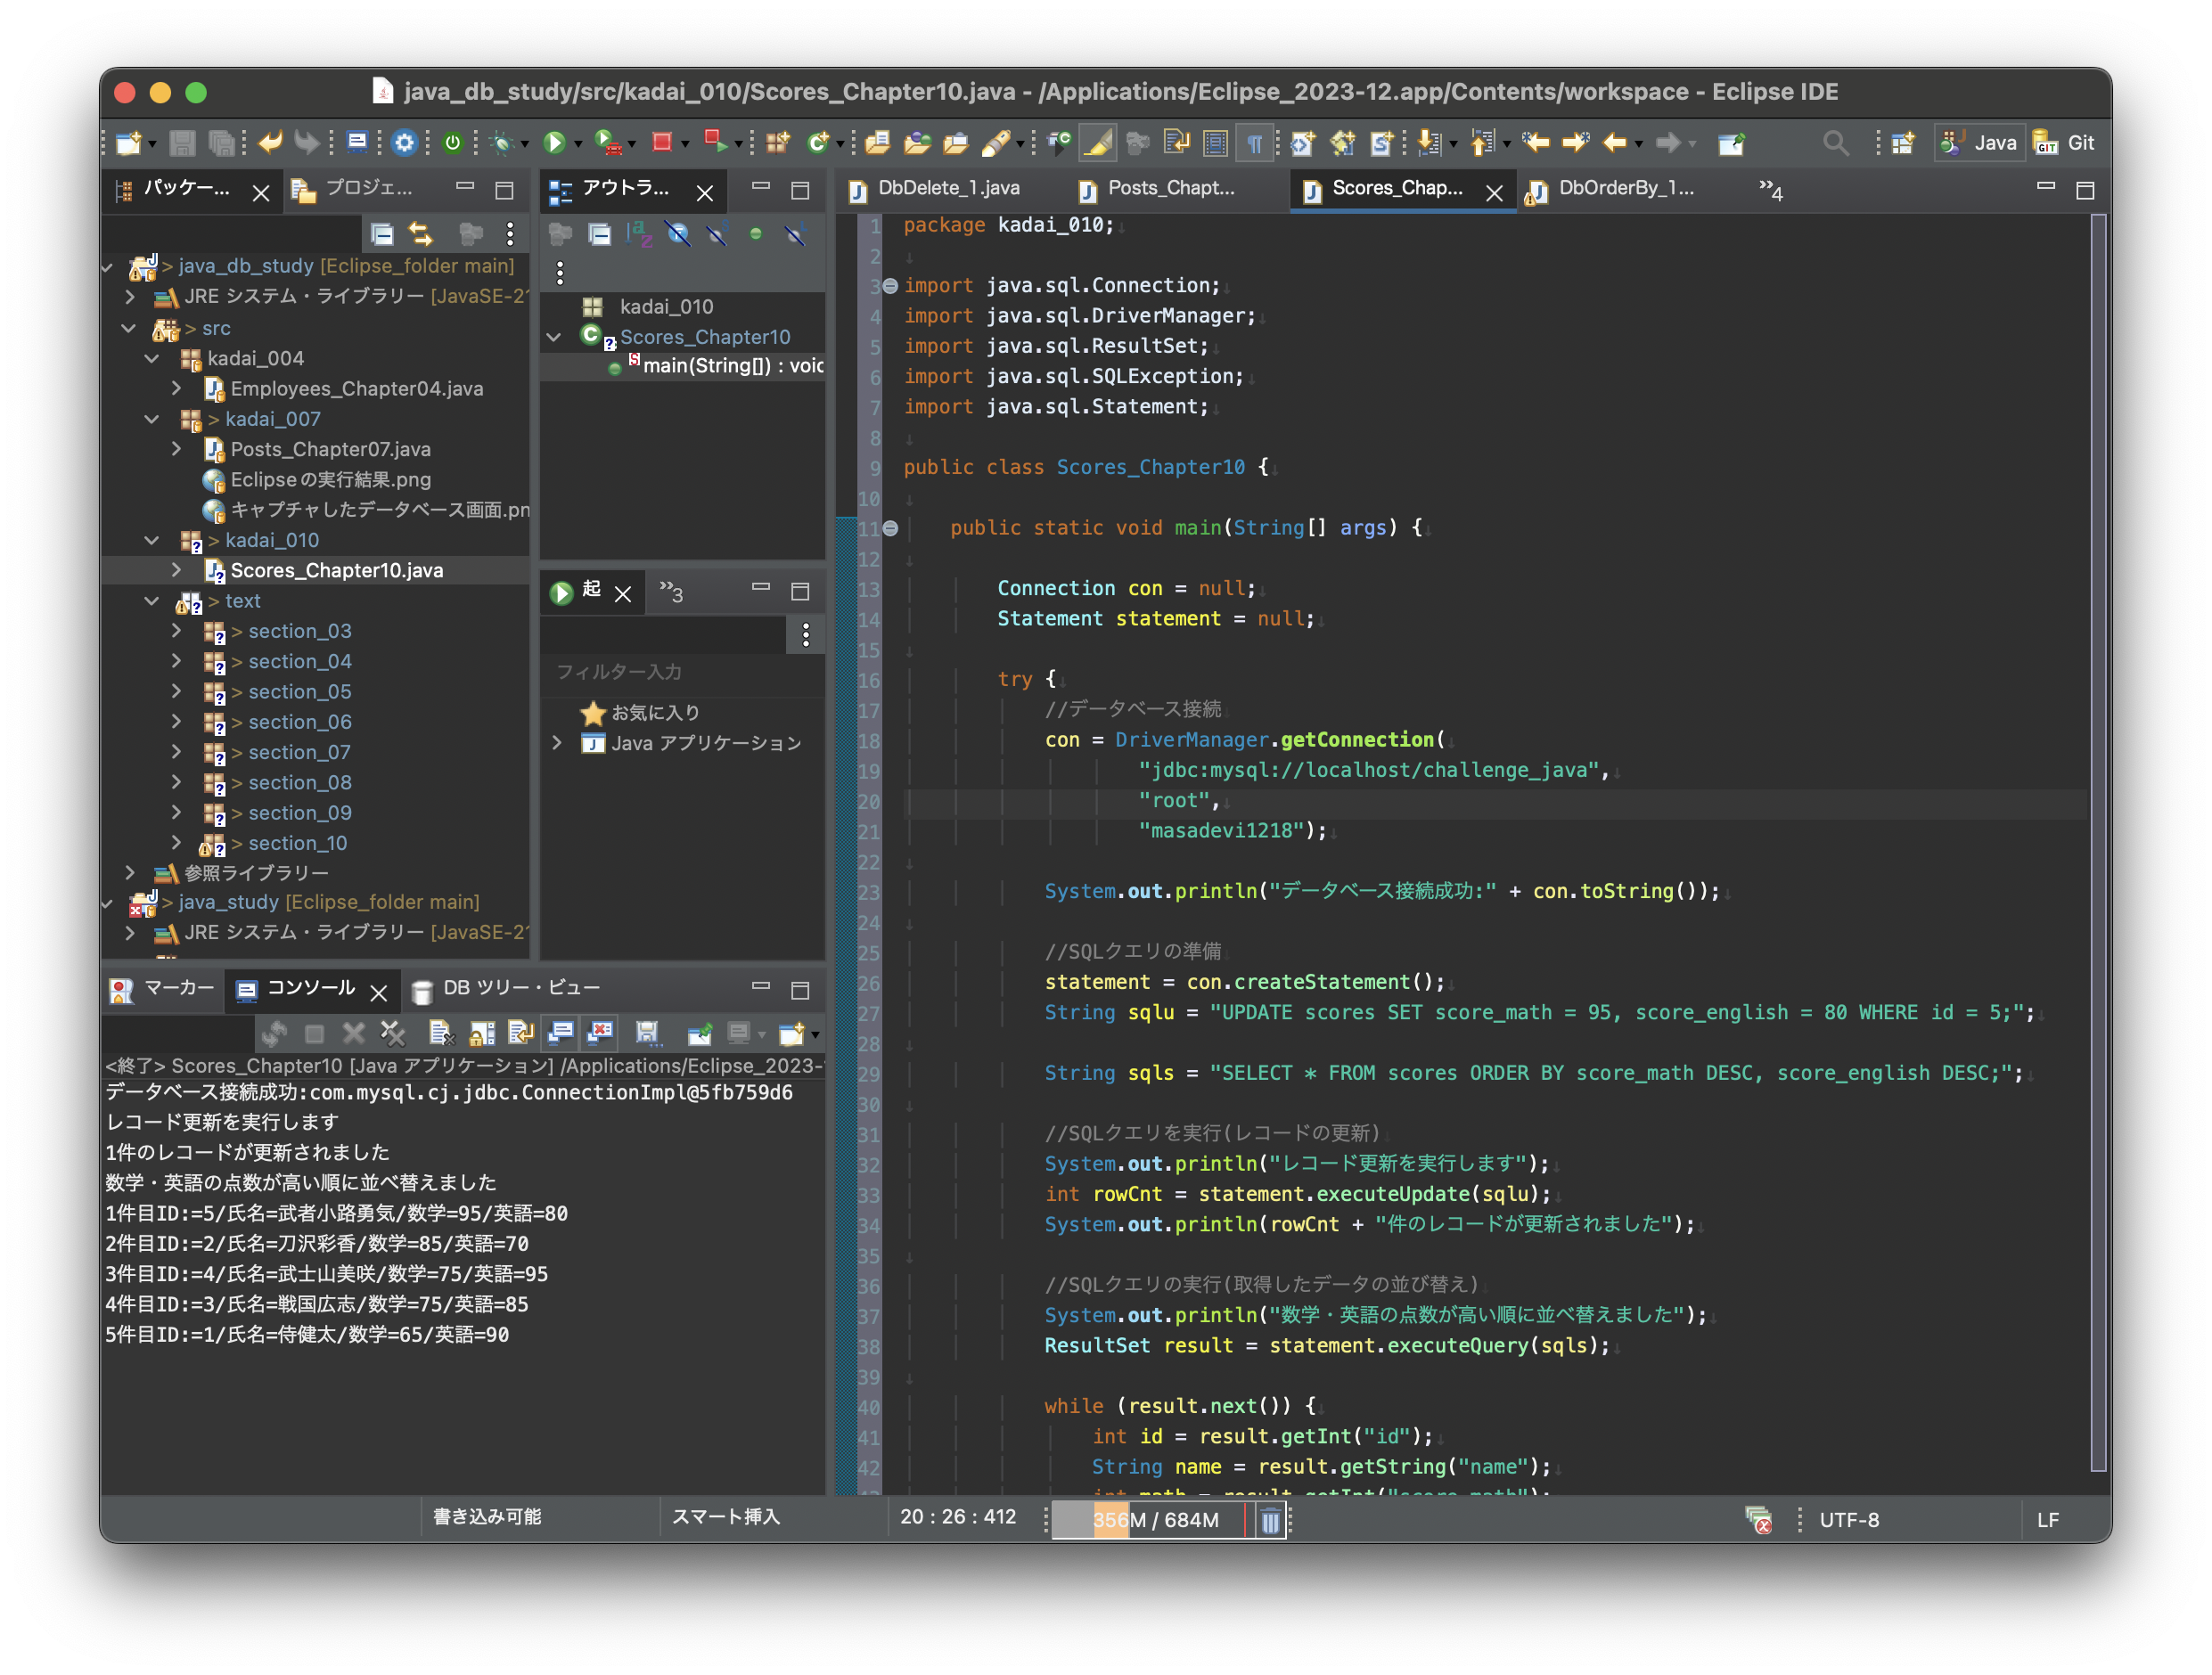 java_db_study/src/kadai_010/Scores_Chapter10.java - /Applications/Eclipse_2023-12.app/Contents/workspace - Eclipse IDE
Java
Git
パッケー...
プロジェ...
> java_db_study [Eclipse_folder main]
JRE システム・ライブラリー [JavaSE-21
> src
kadai_004
Employees_Chapter04.java
> kadai_007
Posts_Chapter07.java
Eclipseの実行結果.png
キャプチャしたデータベース画面.pn
> kadai_010
Scores_Chapter10.java
> text
> section_03
> section_04
> section_05
> section_06
> section_07
> section_08
> section_09
> section_10
参照ライブラリー
> java_study [Eclipse_folder main]
JRE システム・ライブラリー [JavaSE-21
アウトラ...
kadai_010
Scores_Chapter10
main(String[]) : void
起
»3
フィルター入力
お気に入り
Java アプリケーション
マーカー
コンソール
DB ツリー・ビュー
<終了> Scores_Chapter10 [Java アプリケーション] /Applications/Eclipse_2023-
データベース接続成功:com.mysql.cj.jdbc.ConnectionImpl@5fb759d6
レコード更新を実行します
1件のレコードが更新されました
数学・英語の点数が高い順に並べ替えました
1件目ID:=5/氏名=武者小路勇気/数学=95/英語=80
2件目ID:=2/氏名=刀沢彩香/数学=85/英語=70
3件目ID:=4/氏名=武士山美咲/数学=75/英語=95
4件目ID:=3/氏名=戦国広志/数学=75/英語=85
5件目ID:=1/氏名=侍健太/数学=65/英語=90
DbDelete_1.java
Posts_Chapt...
Scores_Chap...
DbOrderBy_1...
»4
1 package kadai_010;
2
3 import java.sql.Connection;
4 import java.sql.DriverManager;
5 import java.sql.ResultSet;
6 import java.sql.SQLException;
7 import java.sql.Statement;
8
9 public class Scores_Chapter10 {
10
11 public static void main(String[] args) {
12
13 Connection con = null;
14 Statement statement = null;
15
16 try {
17 //データベース接続
18 con = DriverManager.getConnection(
19 "jdbc:mysql://localhost/challenge_java",
20 "root",
21 "masadevi1218");
22
23 System.out.println("データベース接続成功:" + con.toString());
24
25 //SQLクエリの準備
26 statement = con.createStatement();
27 String sqlu = "UPDATE scores SET score_math = 95, score_english = 80 WHERE id = 5;";
28
29 String sqls = "SELECT * FROM scores ORDER BY score_math DESC, score_english DESC;";
30
31 //SQLクエリを実行(レコードの更新)
32 System.out.println("レコード更新を実行します");
33 int rowCnt = statement.executeUpdate(sqlu);
34 System.out.println(rowCnt + "件のレコードが更新されました");
35
36 //SQLクエリの実行(取得したデータの並び替え)
37 System.out.println("数学・英語の点数が高い順に並べ替えました");
38 ResultSet result = statement.executeQuery(sqls);
39
40 while (result.next()) {
41 int id = result.getInt("id");
42 String name = result.getString("name");
int math = result.getInt("score_math");
書き込み可能
スマート挿入
20 : 26 : 412
356M / 684M
UTF-8
LF